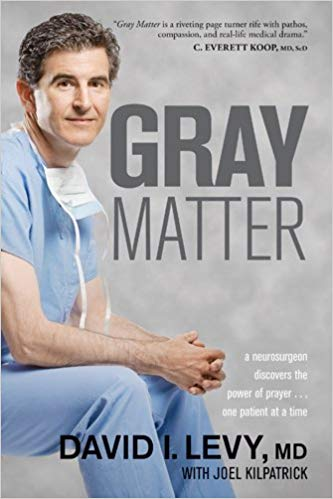 “Gray Matter is a riveting page turner rife with pathos,
compassion, and real-life medical drama.”
C. EVERETT KOOP, MD, ScD
GRAY
MATTER
a neurosurgeon
discovers the
power of prayer . . .
one patient at a time
DAVID I. LEVY, MD
WITH JOEL KILPATRICK